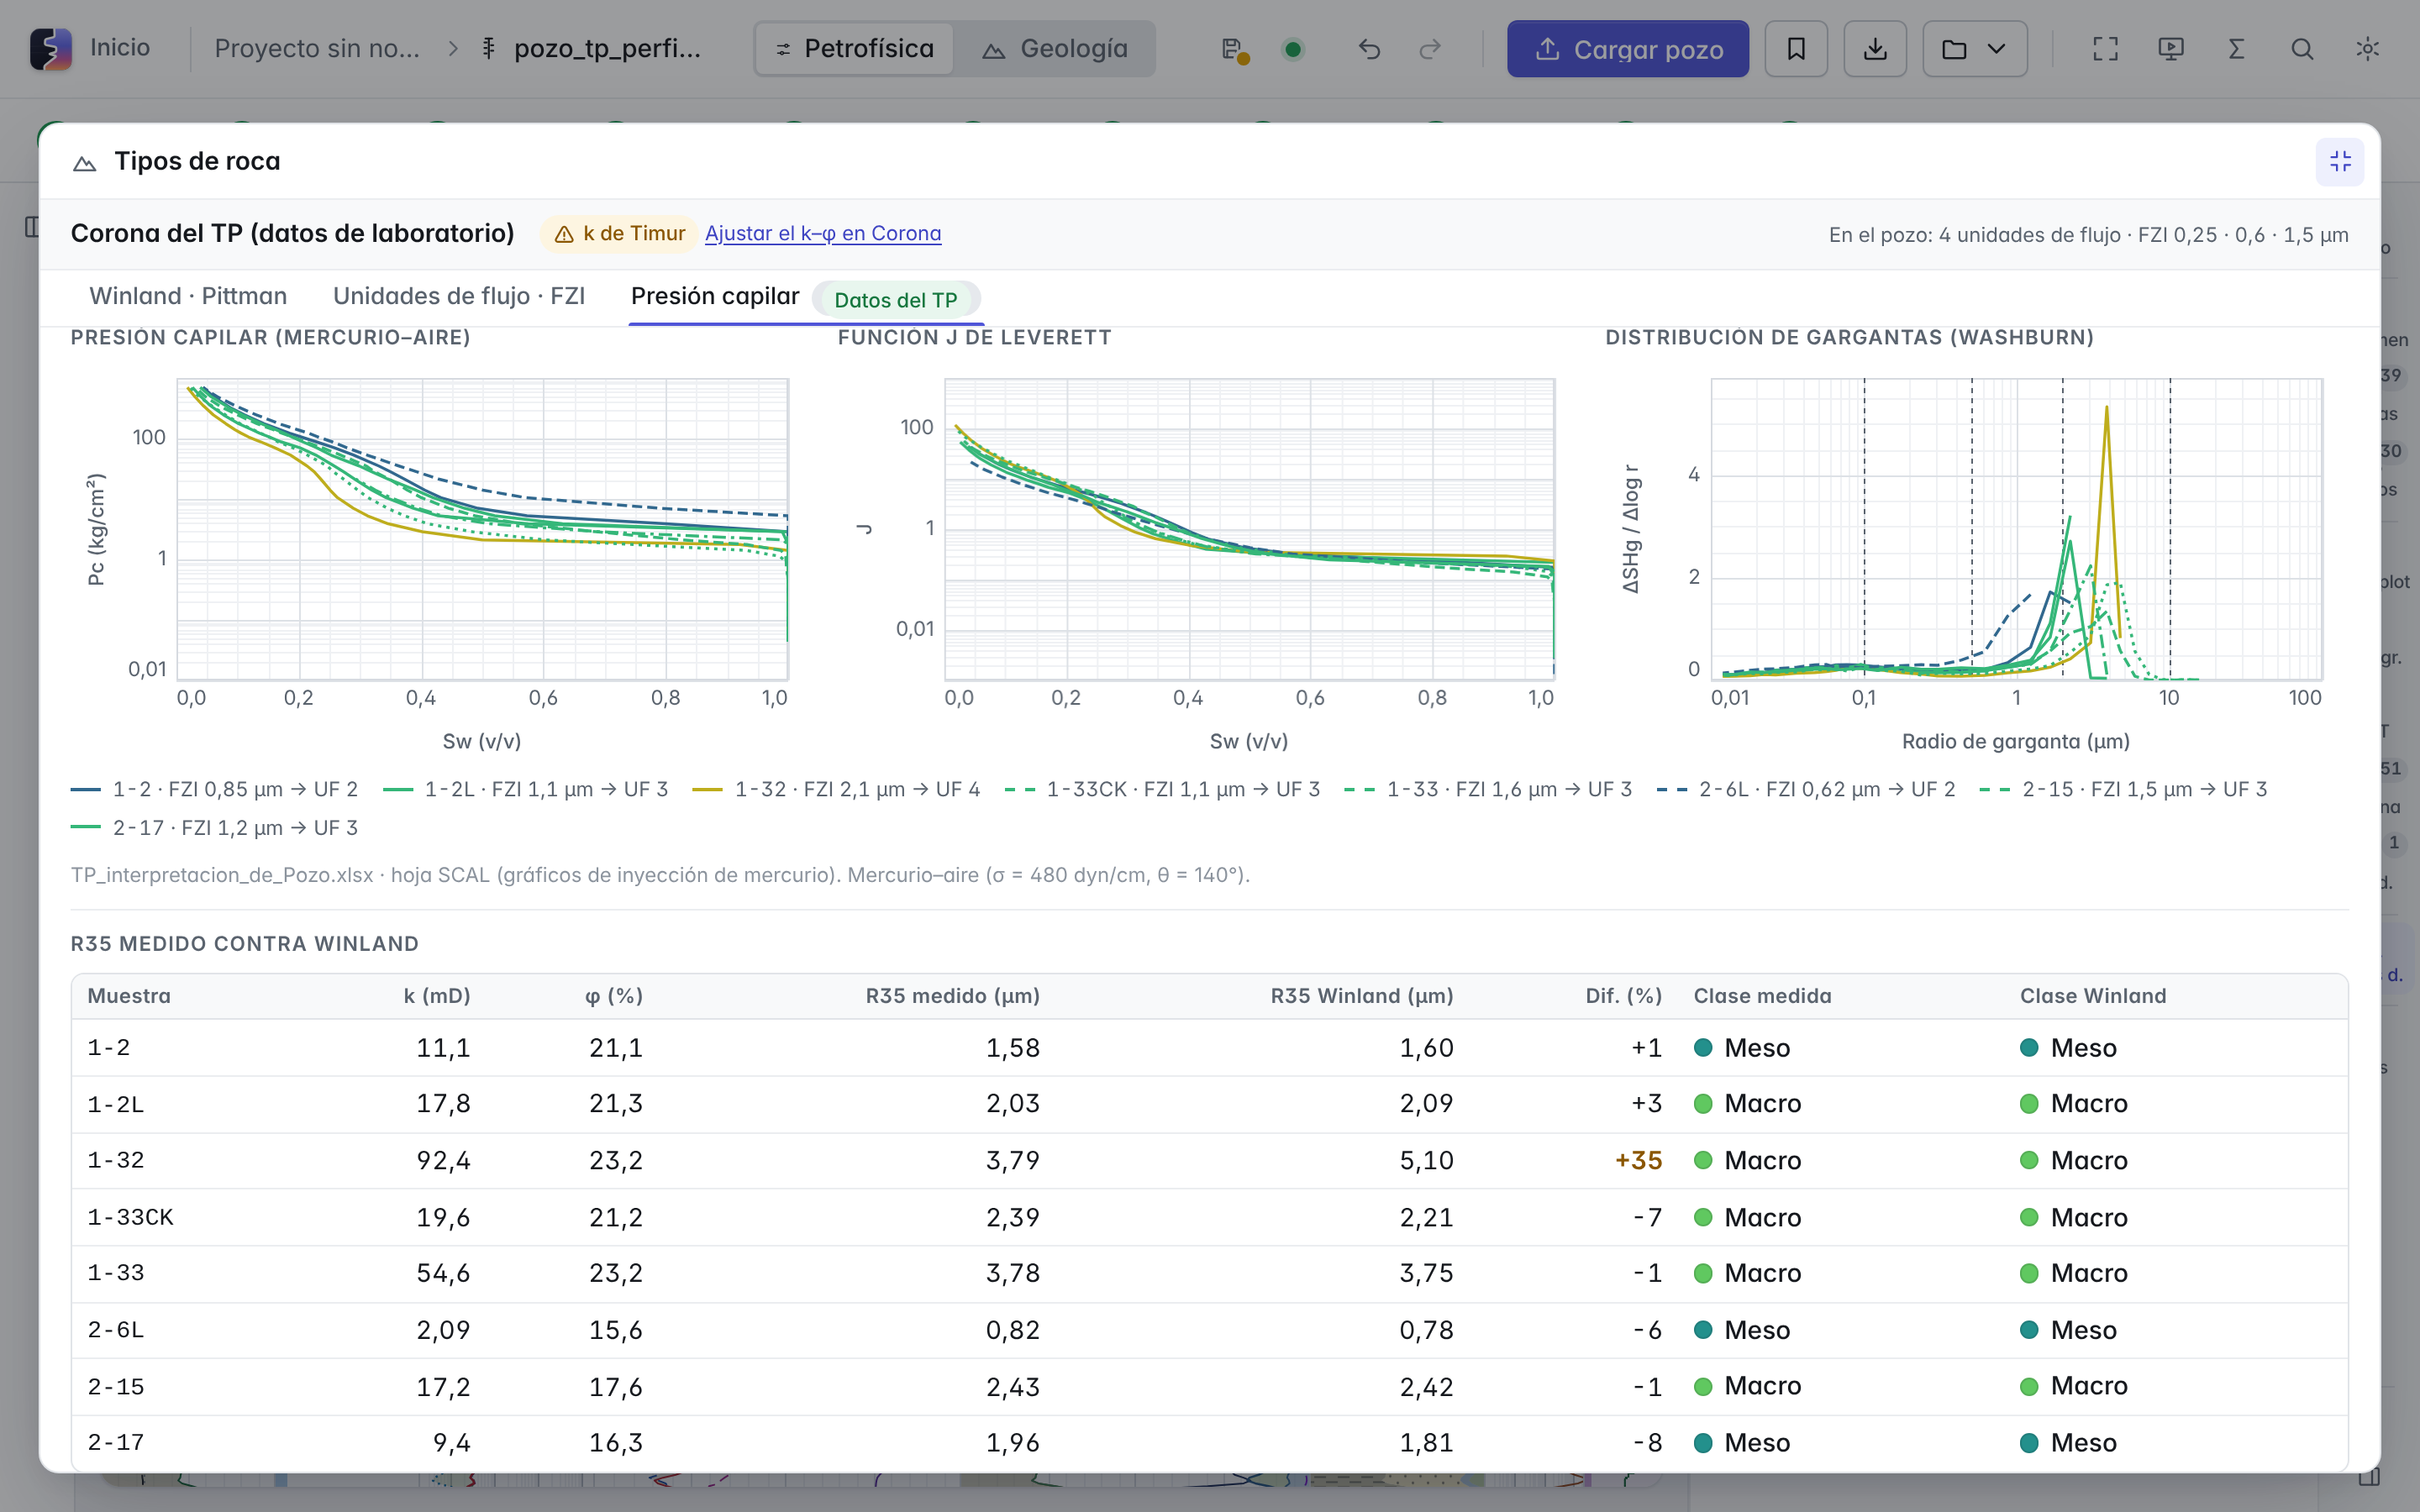 Inicio
Proyecto sin no...
pozo_tp_perfi...
Petrofísica
Geología
Cargar pozo
Tipos de roca
Corona del TP (datos de laboratorio)
k de Timur
Ajustar el k–φ en Corona
En el pozo: 4 unidades de flujo · FZI 0,25 · 0,6 · 1,5 µm
Winland · Pittman
Unidades de flujo · FZI
Presión capilar
Datos del TP
PRESIÓN CAPILAR (MERCURIO–AIRE)
100
1
0,01
Pc (kg/cm²)
0,0 0,2 0,4 0,6 0,8 1,0
Sw (v/v)
FUNCIÓN J DE LEVERETT
100
1
0,01
J
0,0 0,2 0,4 0,6 0,8 1,0
Sw (v/v)
DISTRIBUCIÓN DE GARGANTAS (WASHBURN)
4
2
0
ΔSHg / Δlog r
0,01 0,1 1 10 100
Radio de garganta (µm)
1-2 · FZI 0,85 µm → UF 2
1-2L · FZI 1,1 µm → UF 3
1-32 · FZI 2,1 µm → UF 4
1-33CK · FZI 1,1 µm → UF 3
1-33 · FZI 1,6 µm → UF 3
2-6L · FZI 0,62 µm → UF 2
2-15 · FZI 1,5 µm → UF 3
2-17 · FZI 1,2 µm → UF 3
TP_interpretacion_de_Pozo.xlsx · hoja SCAL (gráficos de inyección de mercurio). Mercurio–aire (σ = 480 dyn/cm, θ = 140°).
R35 MEDIDO CONTRA WINLAND
Muestra k (mD) φ (%) R35 medido (µm) R35 Winland (µm) Dif. (%) Clase medida Clase Winland
1-2 11,1 21,1 1,58 1,60 +1 Meso Meso
1-2L 17,8 21,3 2,03 2,09 +3 Macro Macro
1-32 92,4 23,2 3,79 5,10 +35 Macro Macro
1-33CK 19,6 21,2 2,39 2,21 -7 Macro Macro
1-33 54,6 23,2 3,78 3,75 -1 Macro Macro
2-6L 2,09 15,6 0,82 0,78 -6 Meso Meso
2-15 17,2 17,6 2,43 2,42 -1 Macro Macro
2-17 9,4 16,3 1,96 1,81 -8 Meso Meso
39
30
plot
gr.
51
1
d.
d.